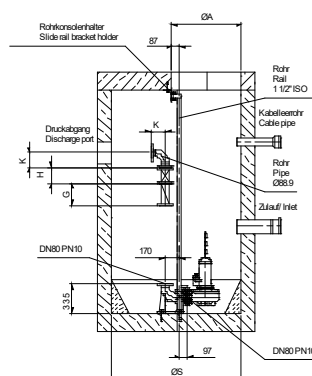 Rohrkonsolenhalter
Slide rail bracket holder
87
ØA
Rohr
Rail
1 1/2" ISO
Kabelleerrohr
Cable pipe
Druckabgang
Discharge port
K
K
H
G
Rohr
Pipe
Ø88.9
Zulauf/ Inlet
DN80 PN10
170
335
97
DN80 PN10
ØS